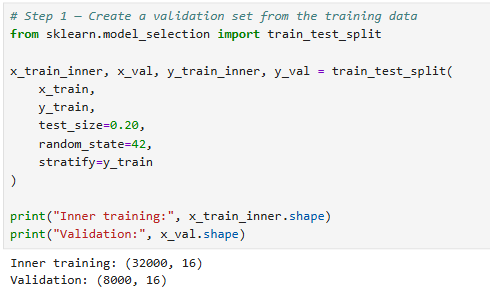 # Step 1 — Create a validation set from the training data
from sklearn.model_selection import train_test_split

x_train_inner, x_val, y_train_inner, y_val = train_test_split(
    x_train,
    y_train,
    test_size=0.20,
    random_state=42,
    stratify=y_train
)

print("Inner training:", x_train_inner.shape)
print("Validation:", x_val.shape)
Inner training: (32000, 16)
Validation: (8000, 16)